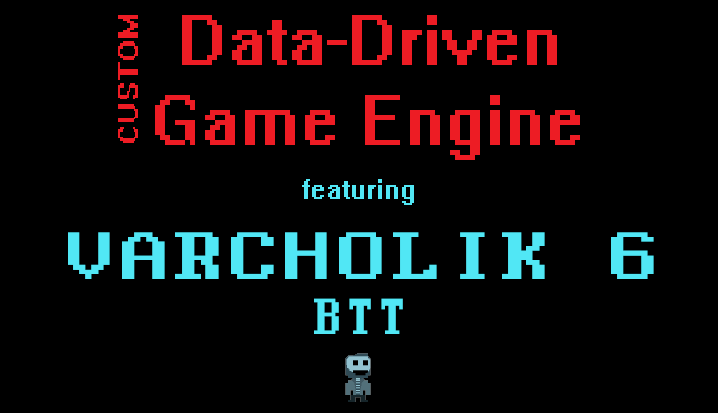 CUSTOM
Data-Driven
Game Engine
featuring
VARCHOLIK 6
BTT